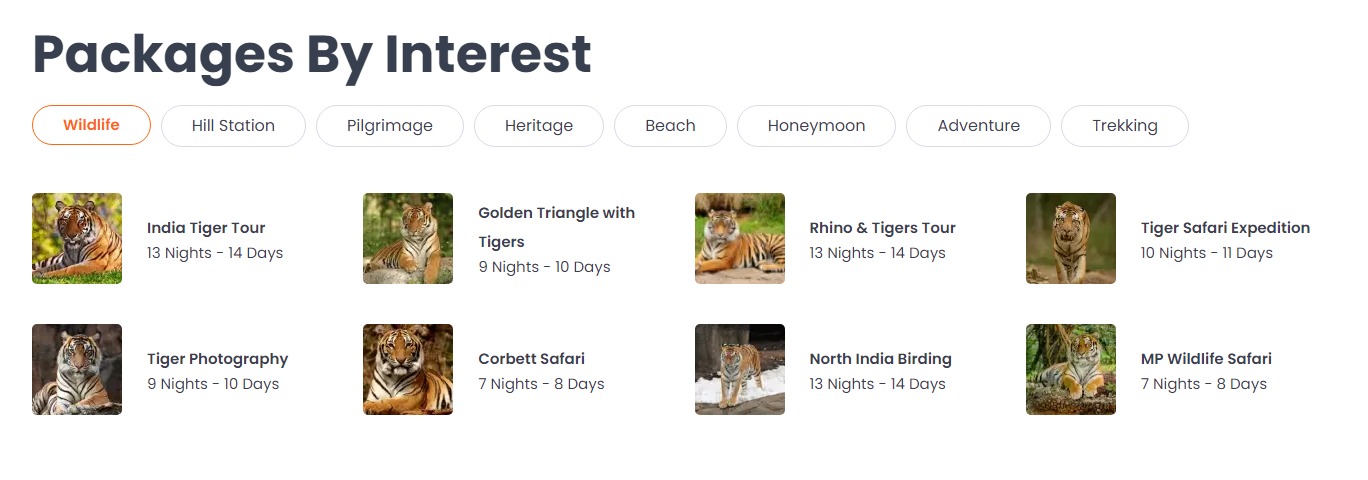 Packages By Interest
Wildlife
Hill Station
Pilgrimage
Heritage
Beach
Honeymoon
Adventure
Trekking
India Tiger Tour
13 Nights - 14 Days
Golden Triangle with
Tigers
9 Nights - 10 Days
Rhino & Tigers Tour
13 Nights - 14 Days
Tiger Safari Expedition
10 Nights - 11 Days
Tiger Photography
9 Nights - 10 Days
Corbett Safari
7 Nights - 8 Days
North India Birding
13 Nights - 14 Days
MP Wildlife Safari
7 Nights - 8 Days